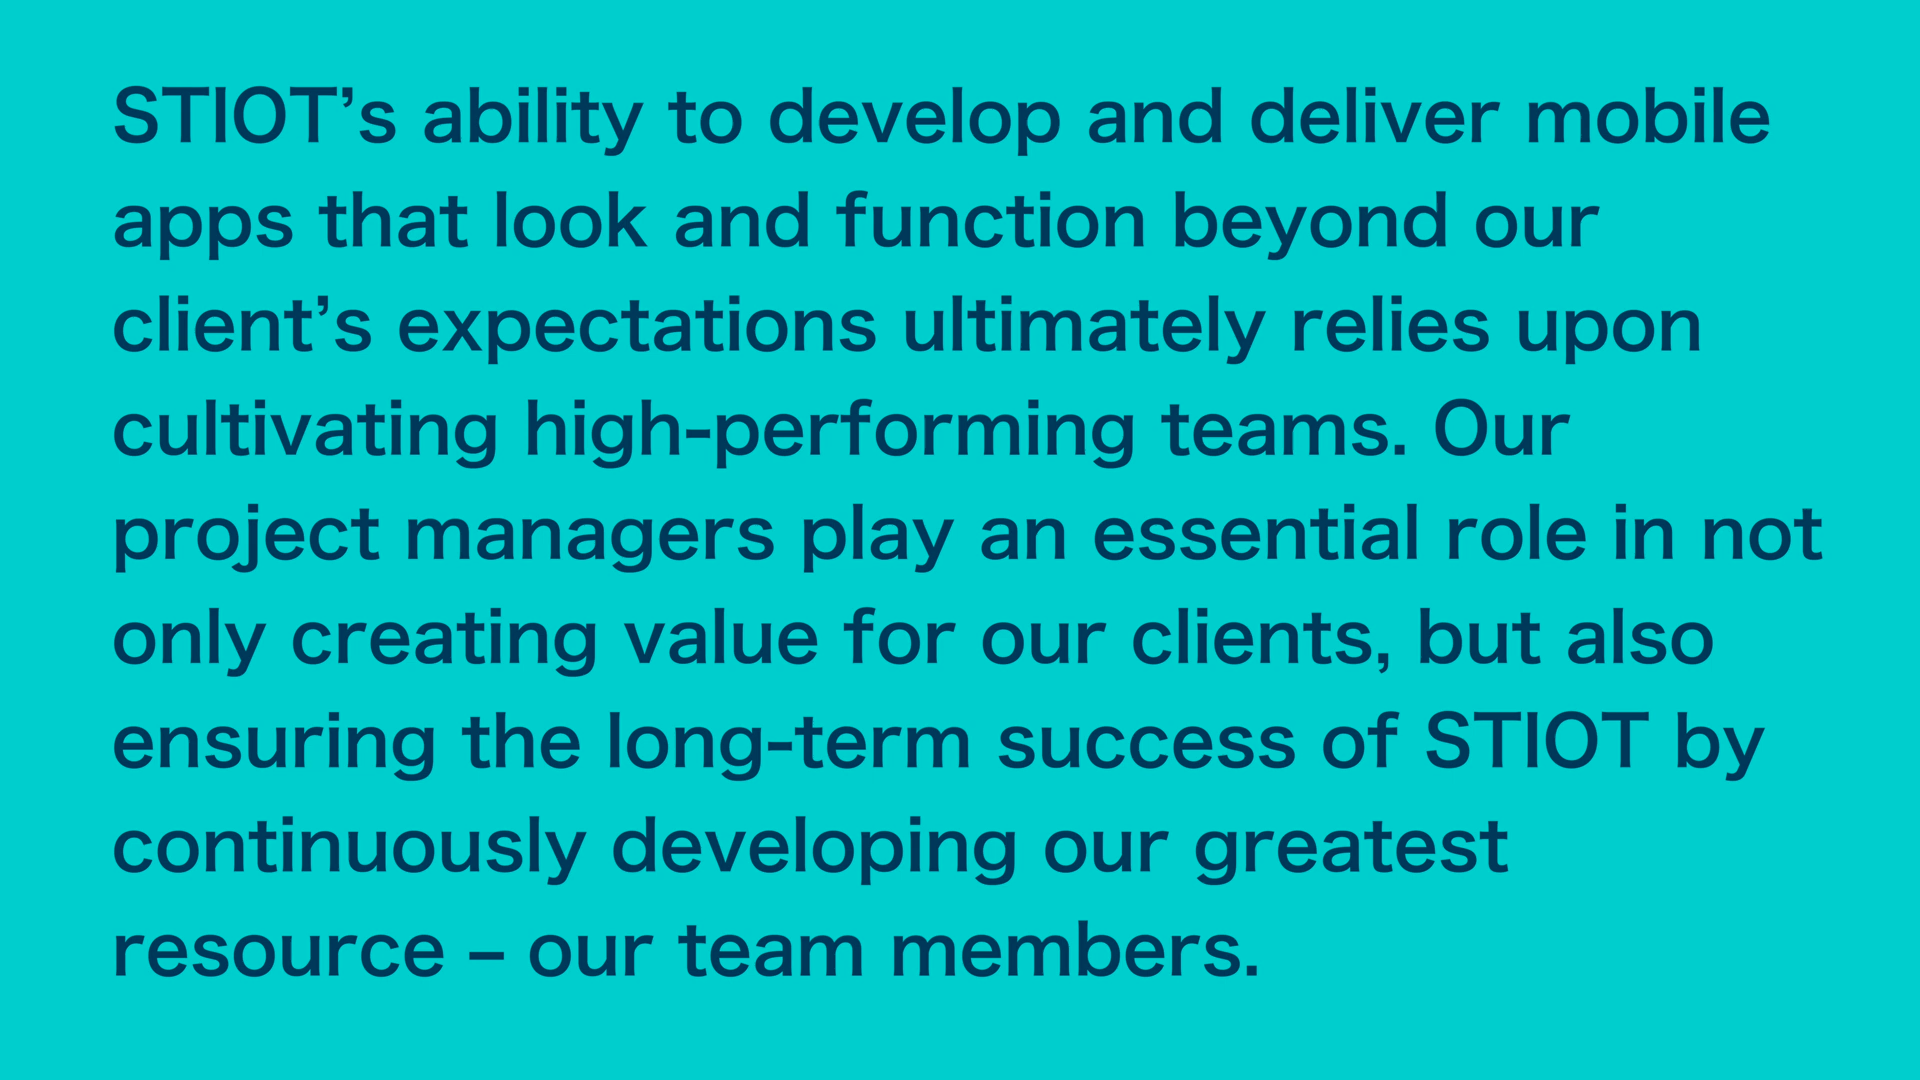 STIOT’s ability to develop and deliver mobile
apps that look and function beyond our
client’s expectations ultimately relies upon
cultivating high-performing teams. Our
project managers play an essential role in not
only creating value for our clients, but also
ensuring the long-term success of STIOT by
continuously developing our greatest
resource – our team members.